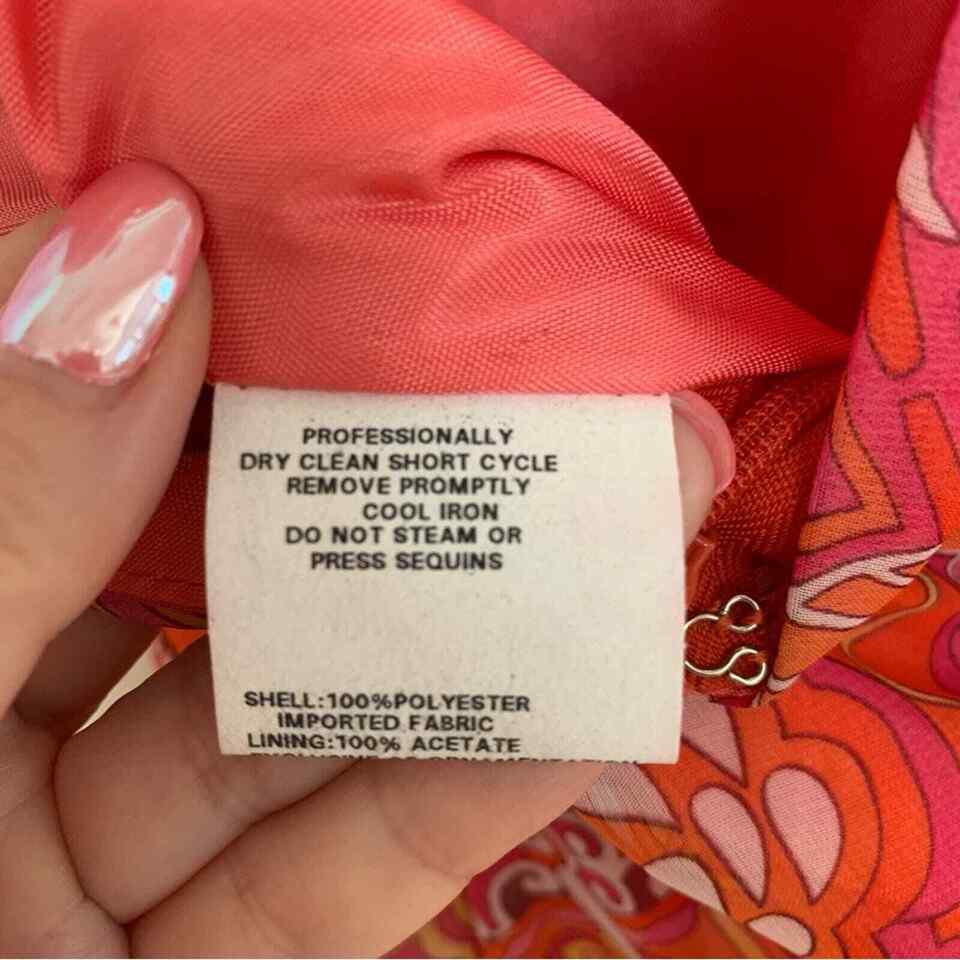 PROFESSIONALLY
DRY CLEAN SHORT CYCLE
REMOVE PROMPTLY
COOL IRON
DO NOT STEAM OR
PRESS SEQUINS
SHELL:100%POLYESTER
IMPORTED FABRIC
LINING:100% ACETATE